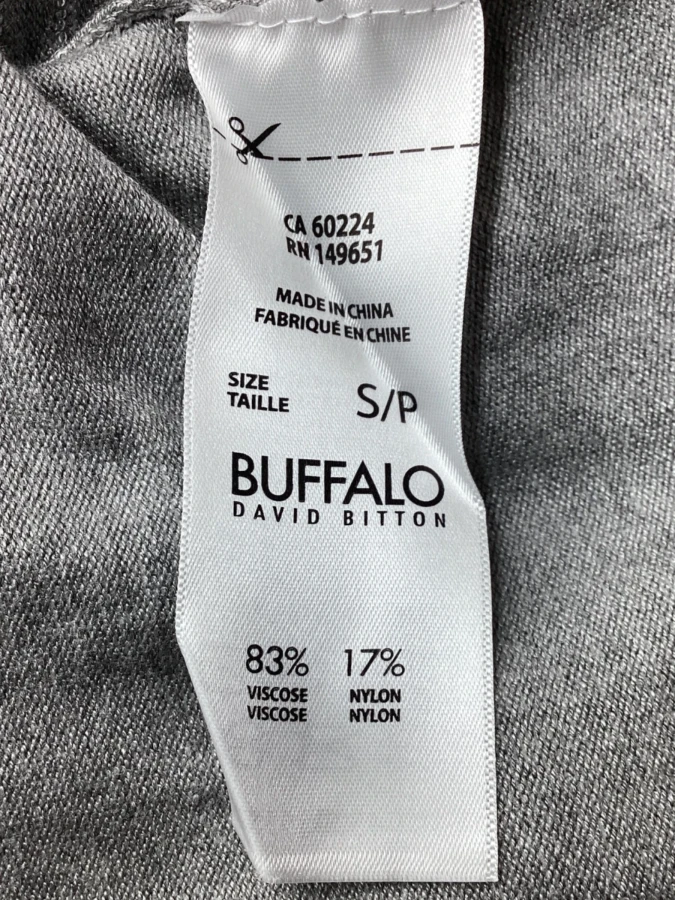 CA 60224
RN 149651
MADE IN CHINA
FABRIQUÉ EN CHINE
SIZE
TAILLE
S/P
BUFFALO
DAVID BITTON
83% 17%
VISCOSE NYLON
VISCOSE NYLON